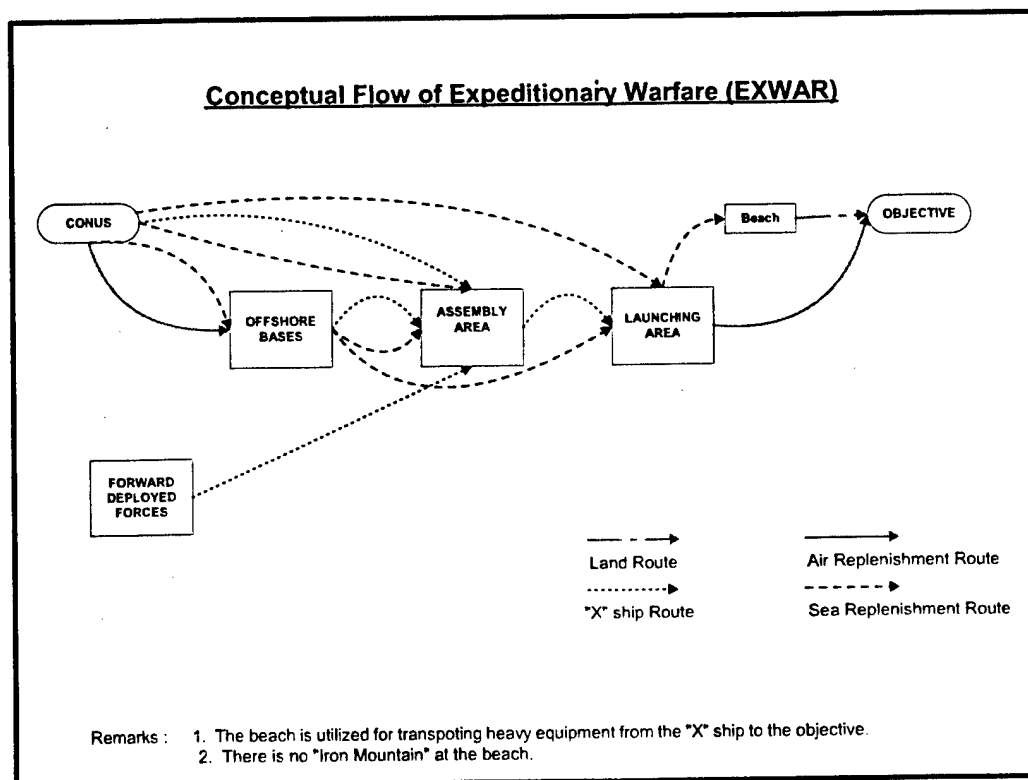 Conceptual Flow of Expeditionary Warfare (EXWAR)
CONUS
Beach
OBJECTIVE
OFFSHORE
BASES
ASSEMBLY
AREA
LAUNCHING
AREA
FORWARD
DEPLOYED
FORCES
Land Route
Air Replenishment Route
"X" ship Route
Sea Replenishment Route
Remarks : 1. The beach is utilized for transpoting heavy equipment from the "X" ship to the objective.
2. There is no "Iron Mountain" at the beach.